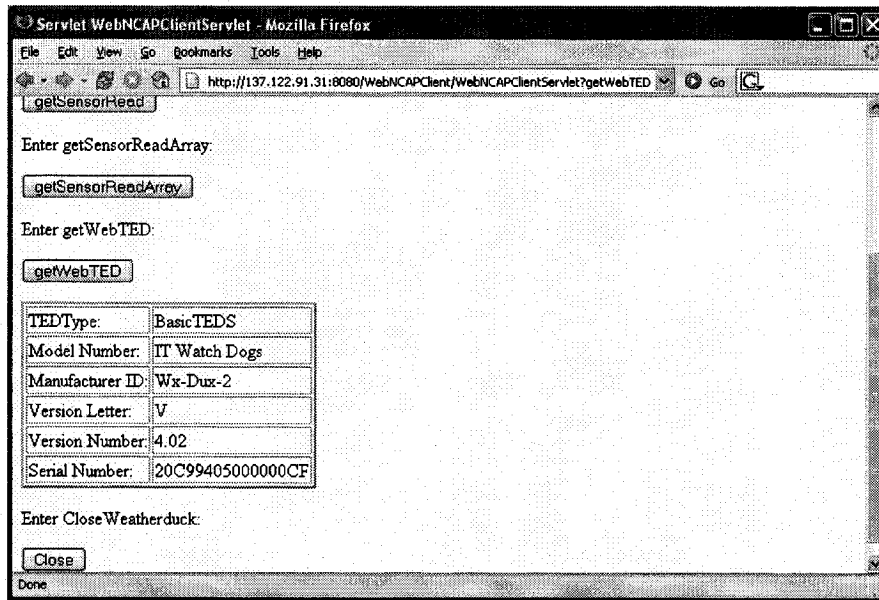 Servlet WebNCAPClientServlet - Mozilla Firefox
File Edit View Go Bookmarks Tools Help
http://137.122.91.31:8080/WebNCAPClient/WebNCAPClientServlet?getWebTED Go
getSensorRead
Enter getSensorReadArray:
getSensorReadArray
Enter getWebTED:
getWebTED
TEDType: BasicTEDS
Model Number: IT Watch Dogs
Manufacturer ID: Wx-Dux-2
Version Letter: V
Version Number: 4.02
Serial Number: 20C99405000000CF
Enter CloseWeatherduck:
Close
Done